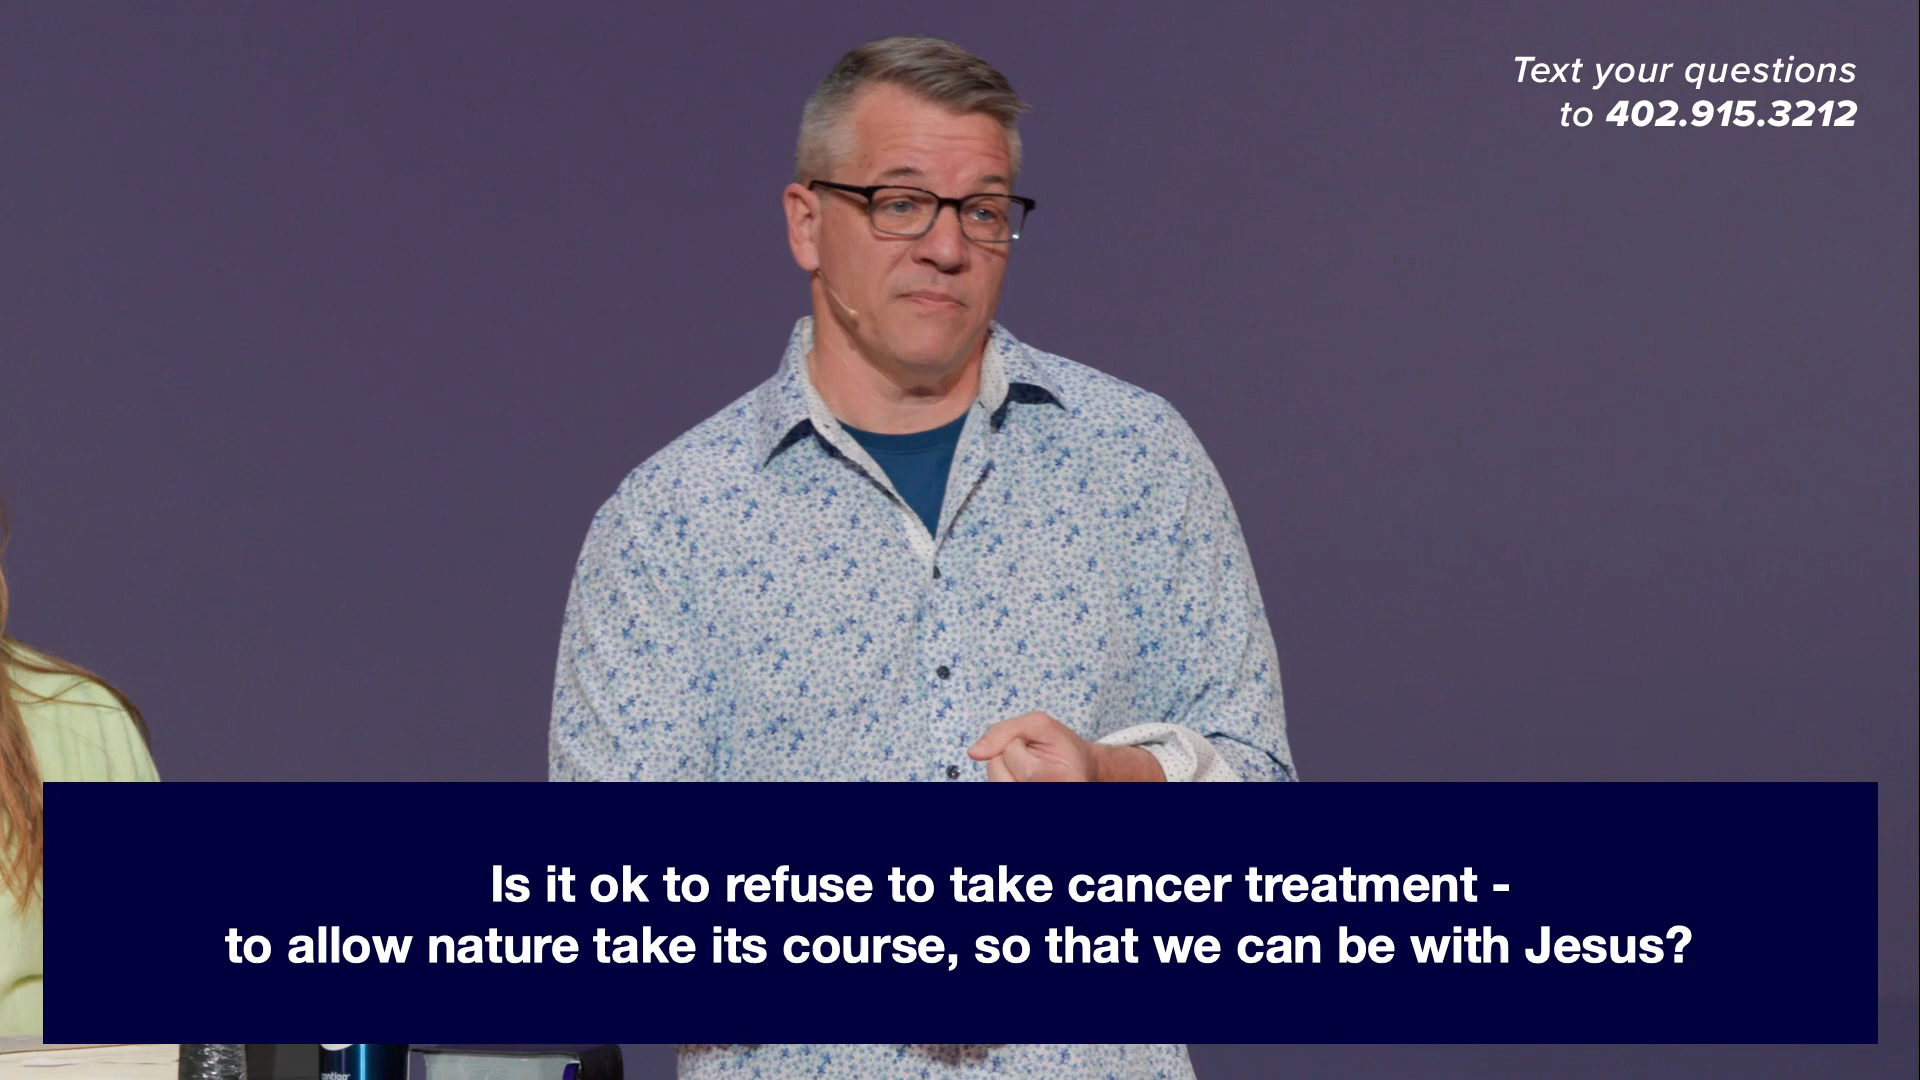 Text your questions
to 402.915.3212
Is it ok to refuse to take cancer treatment -
to allow nature take its course, so that we can be with Jesus?